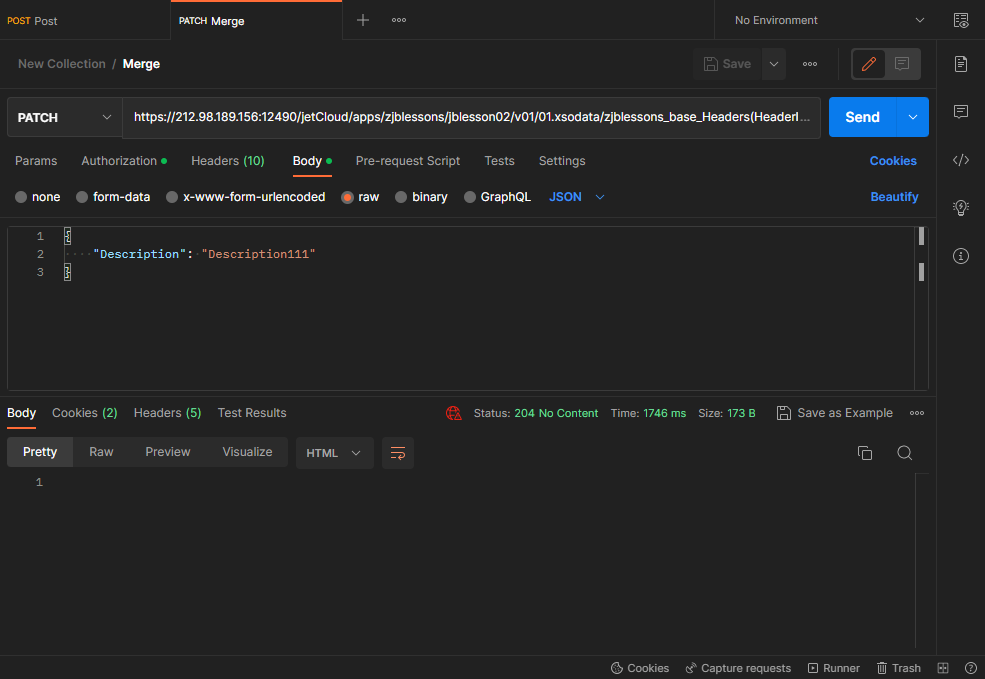 POST Post
PATCH Merge
No Environment
New Collection / Merge
Save
PATCH
https://212.98.189.156:12490/jetCloud/apps/zjblessons/jblesson02/v01/01.xsodata/zjblessons_base_Headers(HeaderI...
Send
Params Authorization Headers (10) Body Pre-request Script Tests Settings Cookies
none form-data x-www-form-urlencoded raw binary GraphQL JSON Beautify
1 {
2 "Description": "Description111"
3 }
Body Cookies (2) Headers (5) Test Results Status: 204 No Content Time: 1746 ms Size: 173 B Save as Example
Pretty Raw Preview Visualize HTML
1
Cookies Capture requests Runner Trash